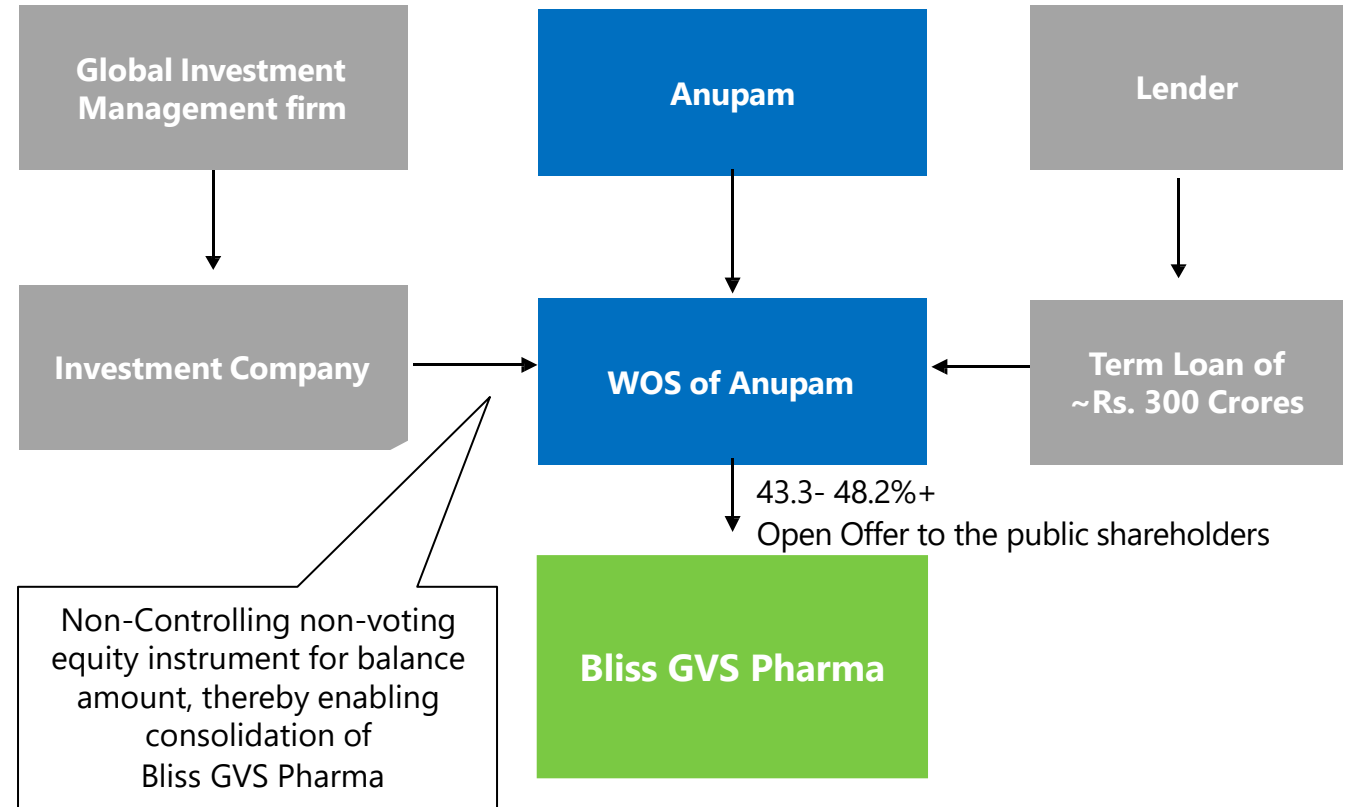 Global Investment
Management firm
Anupam
Lender
Investment Company
WOS of Anupam
Term Loan of
~Rs. 300 Crores
43.3- 48.2%+
Open Offer to the public shareholders
Non-Controlling non-voting
equity instrument for balance
amount, thereby enabling
consolidation of
Bliss GVS Pharma
Bliss GVS Pharma